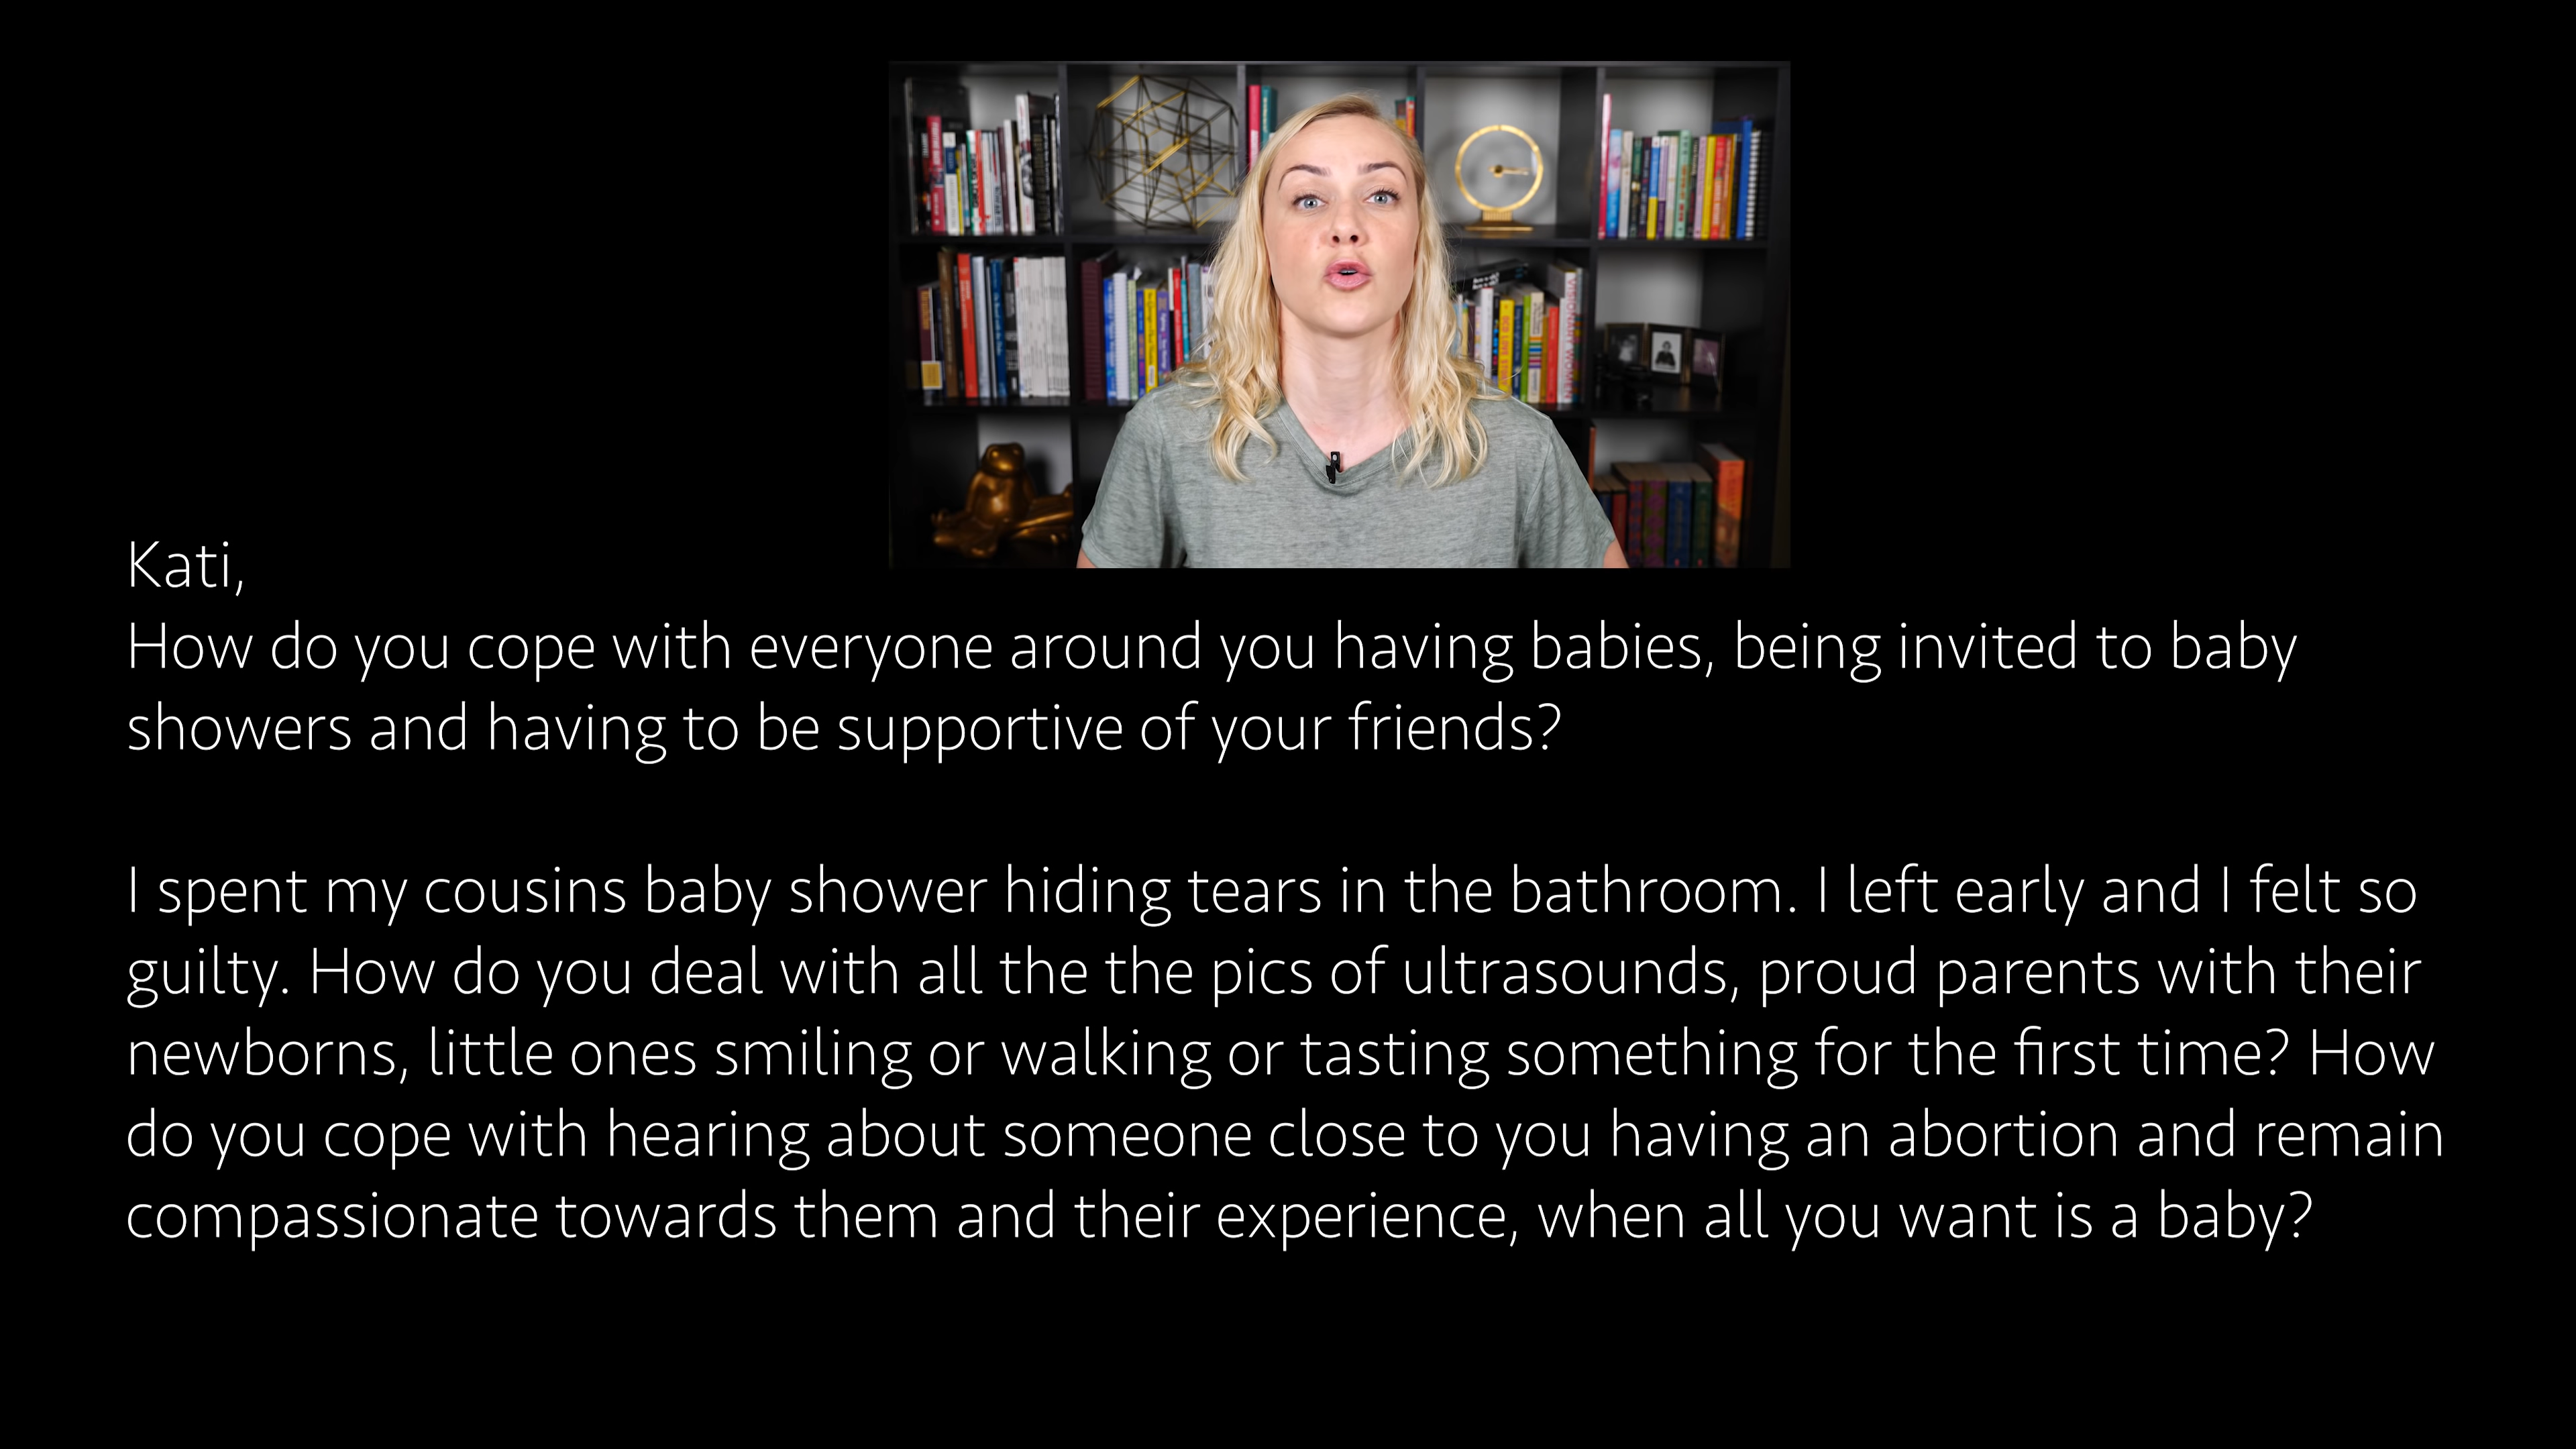 Kati,
How do you cope with everyone around you having babies, being invited to baby
showers and having to be supportive of your friends?
I spent my cousins baby shower hiding tears in the bathroom. I left early and I felt so
guilty. How do you deal with all the the pics of ultrasounds, proud parents with their
newborns, little ones smiling or walking or tasting something for the first time? How
do you cope with hearing about someone close to you having an abortion and remain
compassionate towards them and their experience, when all you want is a baby?